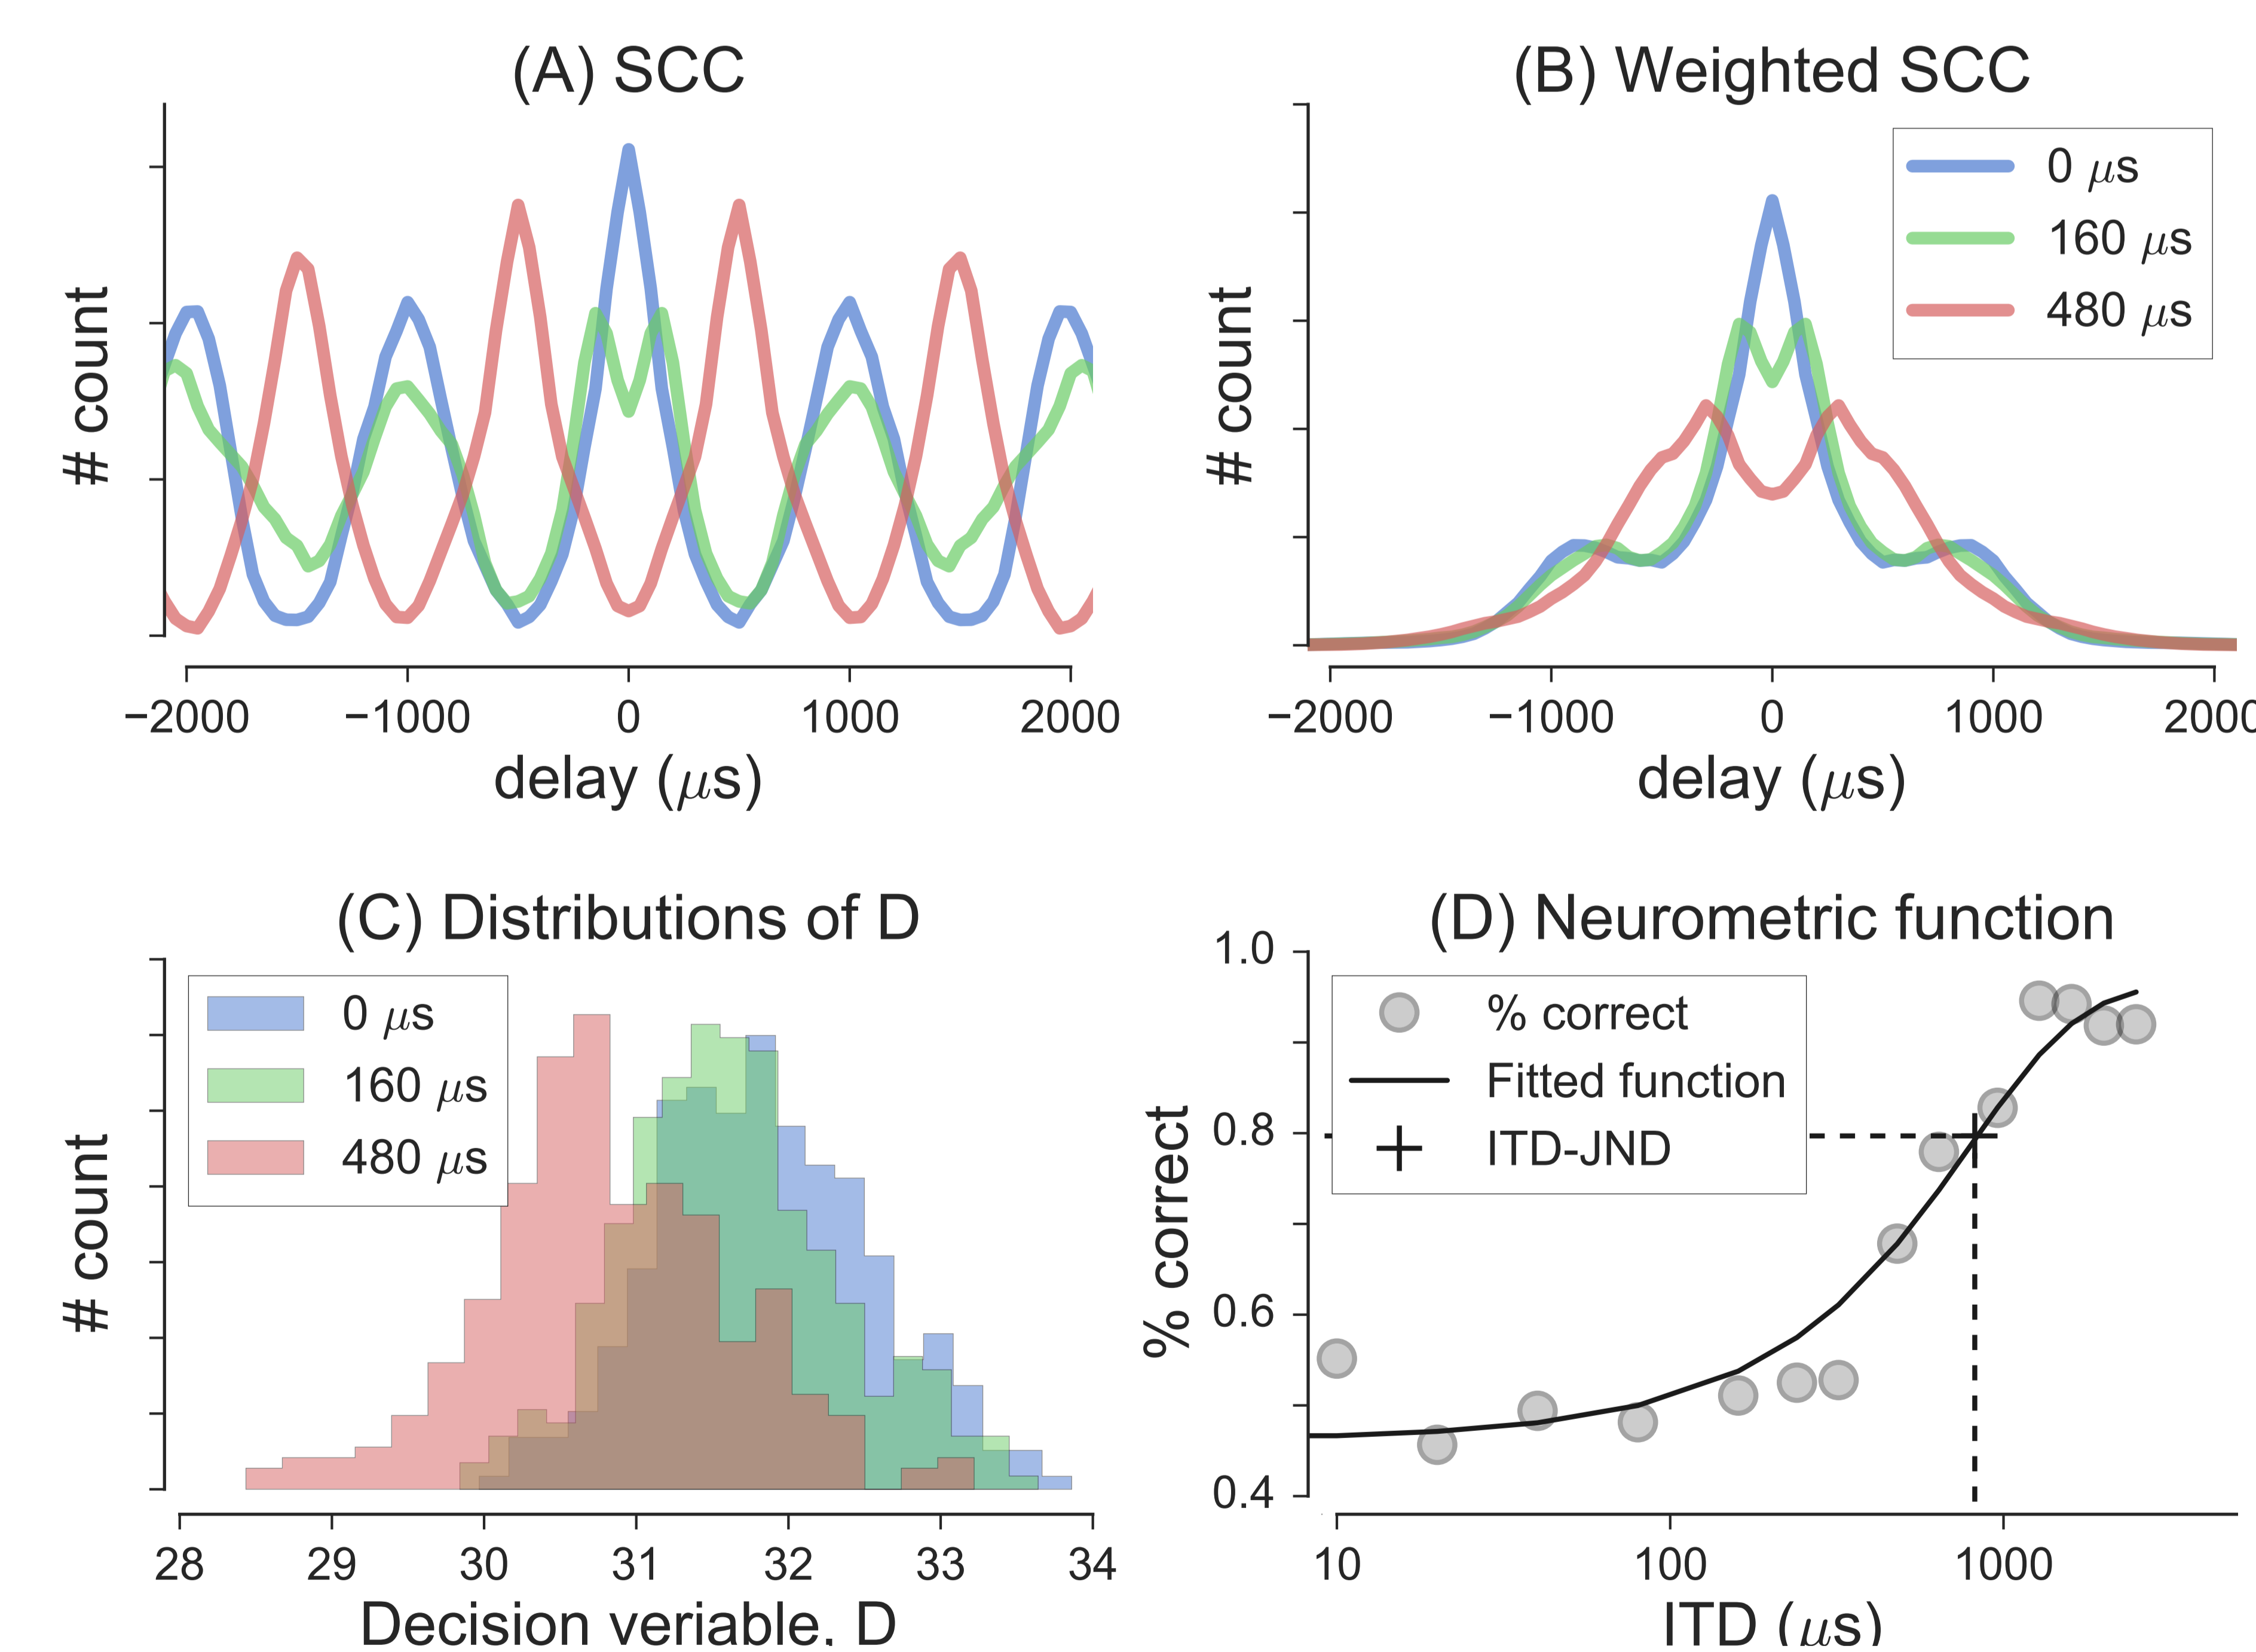 (A) SCC
# count
−2000 −1000 0 1000 2000
delay (μs)
(B) Weighted SCC
0 μs
160 μs
480 μs
# count
−2000 −1000 0 1000 2000
delay (μs)
(C) Distributions of D
0 μs
160 μs
480 μs
# count
28 29 30 31 32 33 34
Decision veriable, D
(D) Neurometric function
% correct
Fitted function
ITD-JND
1.0
0.8
0.6
0.4
% correct
10 100 1000
ITD (μs)